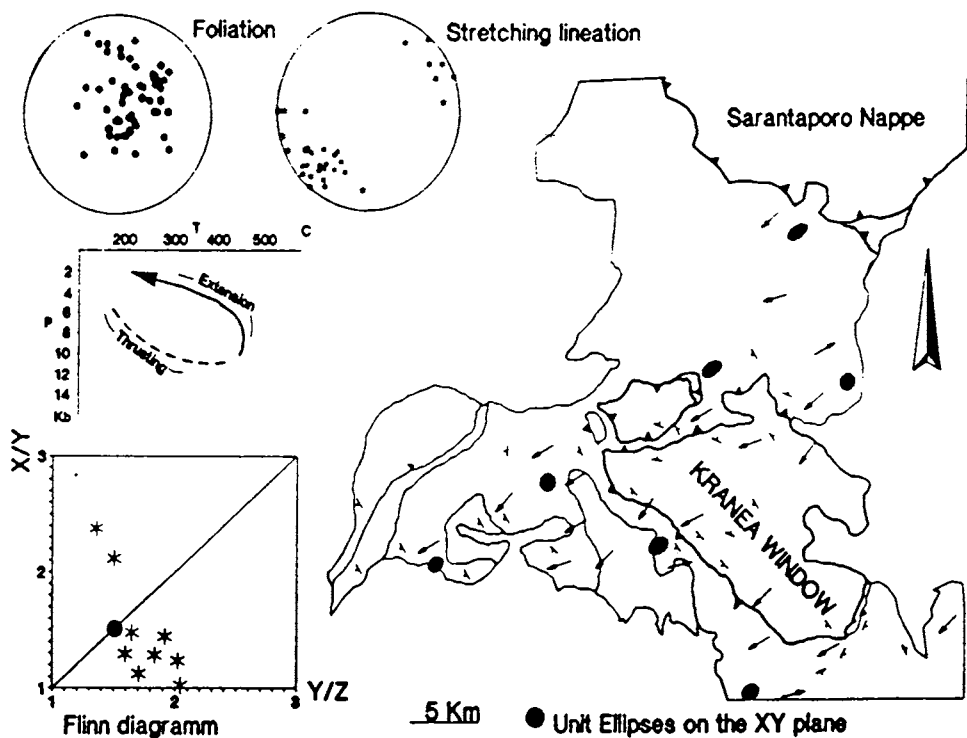 Foliation
Stretching lineation
Sarantaporo Nappe
T
C
200 300 400 500
2
4
6
P
8
10
12
14
Kb
Extension
Thrusting
KRANEA WINDOW
X/Y
3
2
1
1 2 3
Y/Z
Flinn diagramm
5 Km
Unit Ellipses on the XY plane